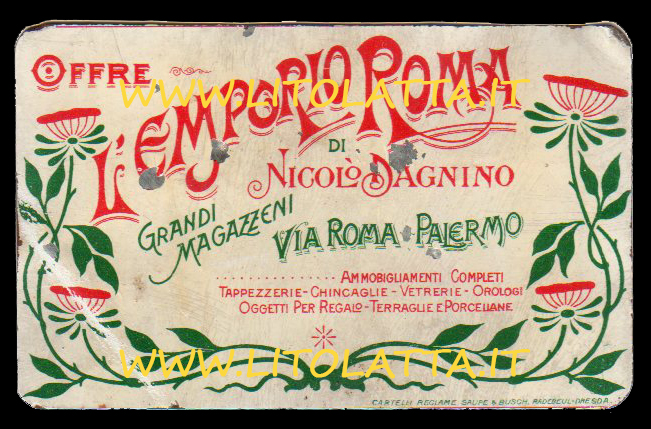 OFFRE
WWW.LITOLATTA.IT
L'EMPORIO ROMA
DI
NICOLÒ DAGNINO
GRANDI
MAGAZZENI
VIA ROMA PALERMO
............... AMMOBIGLIAMENTI COMPLETI
TAPPEZZERIE-CHINCAGLIE-VETRERIE-OROLOGI
OGGETTI PER REGALO-TERRAGLIE E PORCELLANE
WWW.LITOLATTA.IT
CARTELLI RECLAME SAUPE & BUSCH, RADEBEUL-DRESDA.